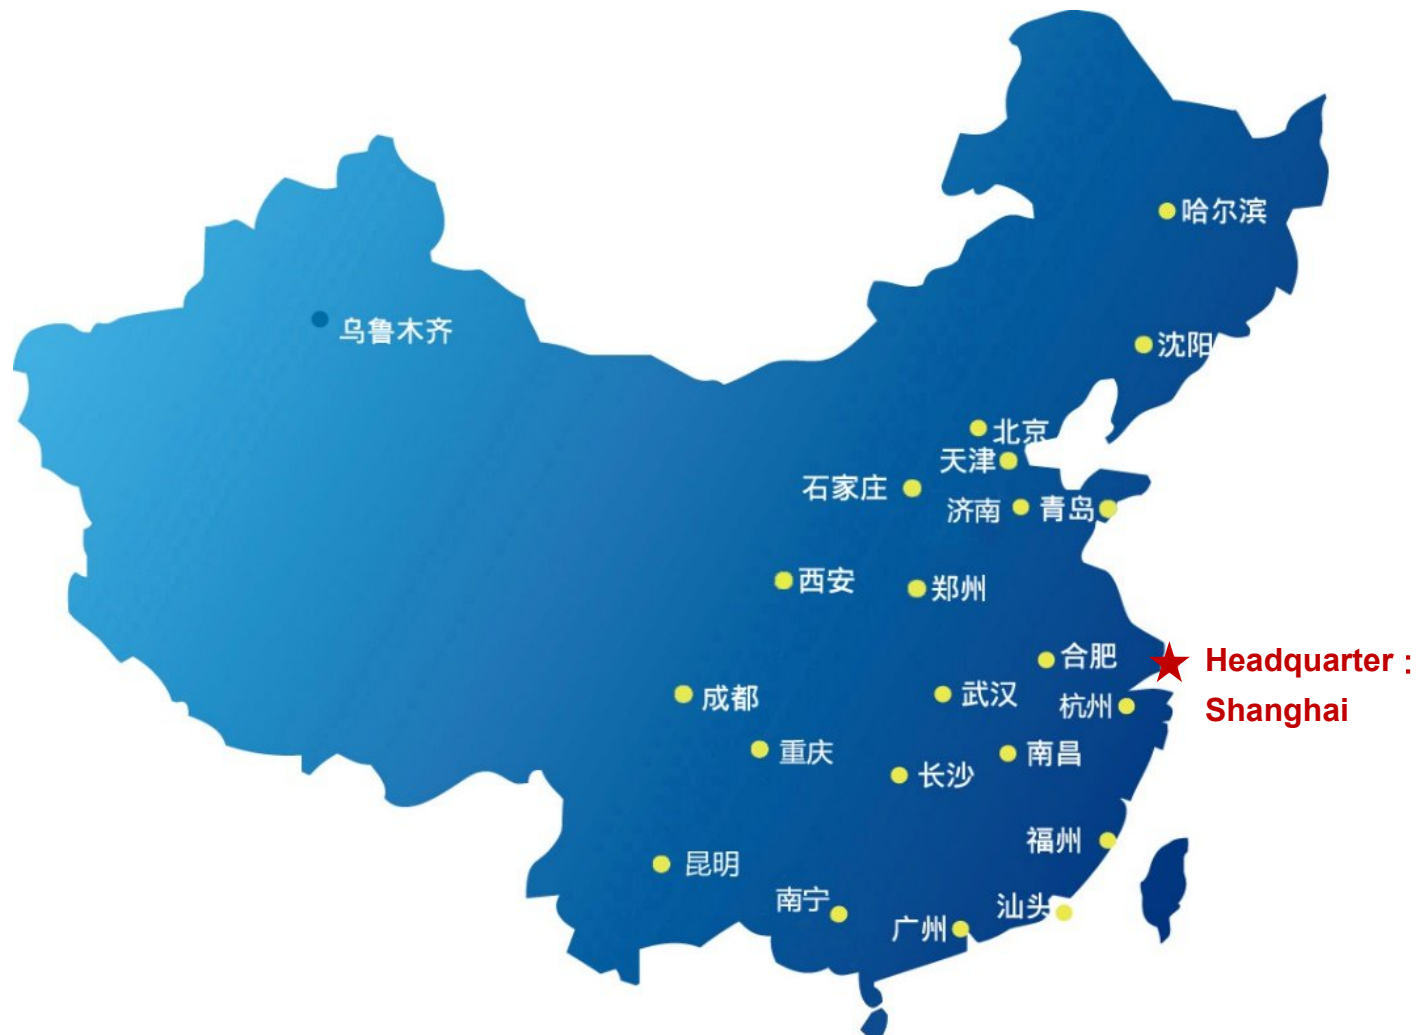 哈尔滨
乌鲁木齐
沈阳
北京
天津
石家庄
济南
青岛
西安
郑州
合肥
Headquarter：
Shanghai
成都
武汉
杭州
重庆
南昌
长沙
福州
昆明
南宁
汕头
广州